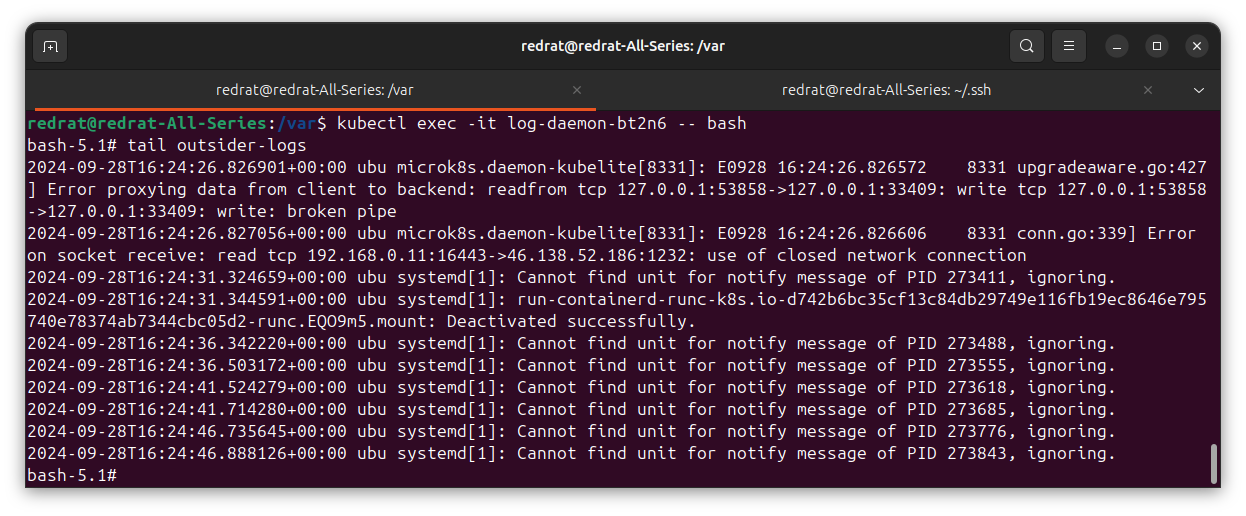 redrat@redrat-All-Series: /var
redrat@redrat-All-Series: /var
redrat@redrat-All-Series: ~/.ssh
redrat@redrat-All-Series:/var$ kubectl exec -it log-daemon-bt2n6 -- bash
bash-5.1# tail outsider-logs
2024-09-28T16:24:26.826901+00:00 ubu microk8s.daemon-kubelite[8331]: E0928 16:24:26.826572    8331 upgradeaware.go:427
] Error proxying data from client to backend: readfrom tcp 127.0.0.1:53858->127.0.0.1:33409: write tcp 127.0.0.1:53858
->127.0.0.1:33409: write: broken pipe
2024-09-28T16:24:26.827056+00:00 ubu microk8s.daemon-kubelite[8331]: E0928 16:24:26.826606    8331 conn.go:339] Error
on socket receive: read tcp 192.168.0.11:16443->46.138.52.186:1232: use of closed network connection
2024-09-28T16:24:31.324659+00:00 ubu systemd[1]: Cannot find unit for notify message of PID 273411, ignoring.
2024-09-28T16:24:31.344591+00:00 ubu systemd[1]: run-containerd-runc-k8s.io-d742b6bc35cf13c84db29749e116fb19ec8646e795
740e78374ab7344cbc05d2-runc.EQO9m5.mount: Deactivated successfully.
2024-09-28T16:24:36.342220+00:00 ubu systemd[1]: Cannot find unit for notify message of PID 273488, ignoring.
2024-09-28T16:24:36.503172+00:00 ubu systemd[1]: Cannot find unit for notify message of PID 273555, ignoring.
2024-09-28T16:24:41.524279+00:00 ubu systemd[1]: Cannot find unit for notify message of PID 273618, ignoring.
2024-09-28T16:24:41.714280+00:00 ubu systemd[1]: Cannot find unit for notify message of PID 273685, ignoring.
2024-09-28T16:24:46.735645+00:00 ubu systemd[1]: Cannot find unit for notify message of PID 273776, ignoring.
2024-09-28T16:24:46.888126+00:00 ubu systemd[1]: Cannot find unit for notify message of PID 273843, ignoring.
bash-5.1#